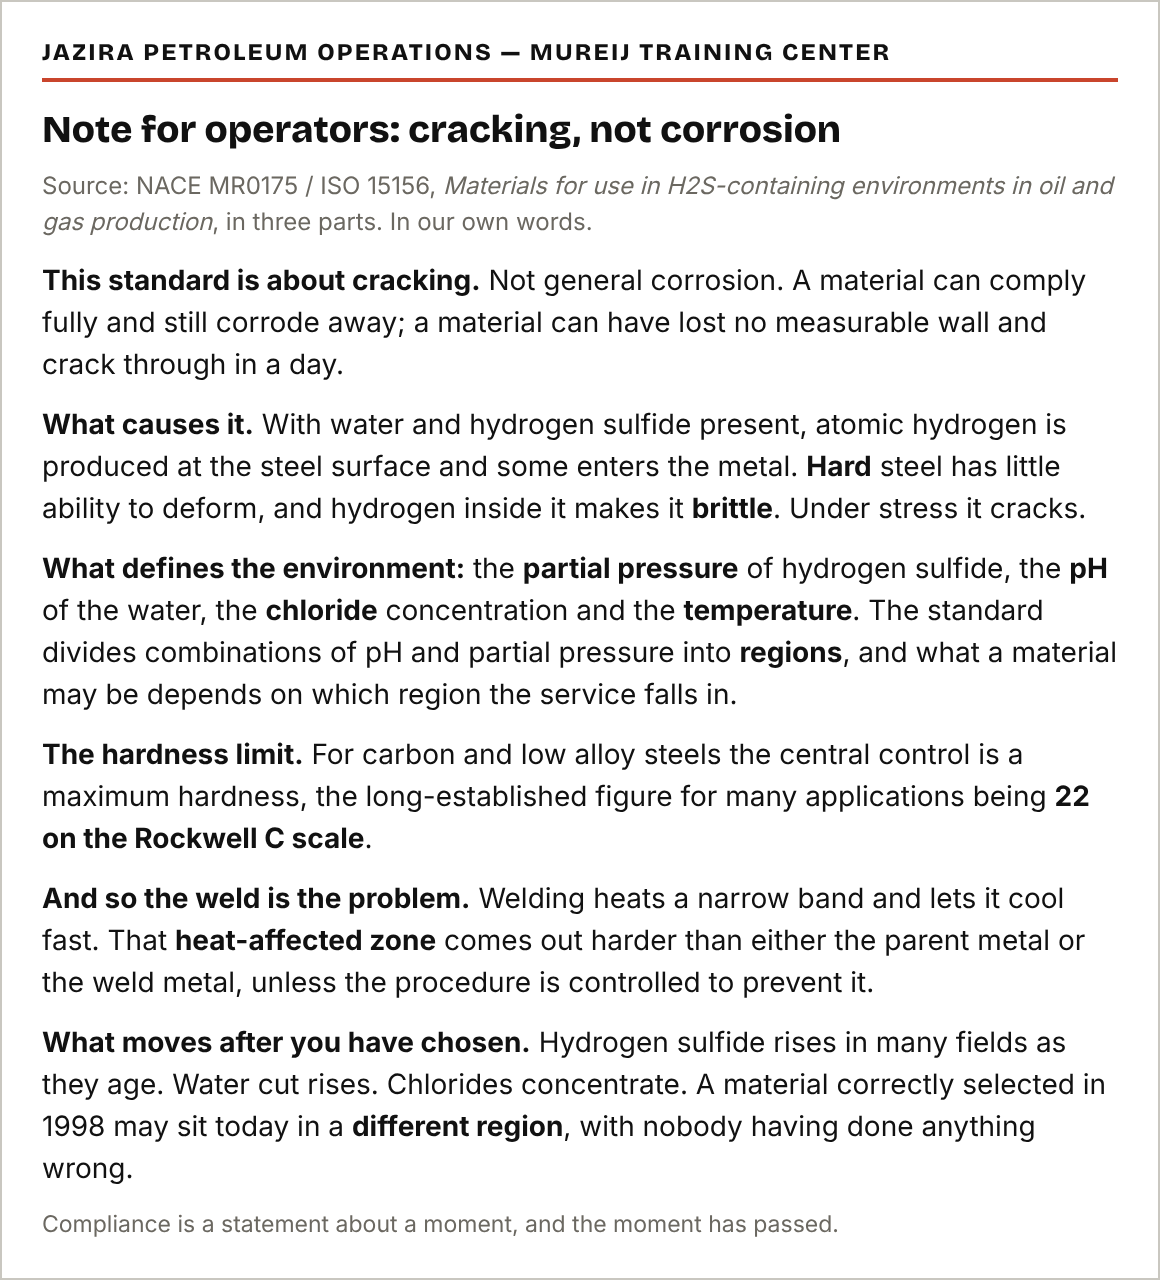 JAZIRA PETROLEUM OPERATIONS — MUREIJ TRAINING CENTER
Note for operators: cracking, not corrosion
Source: NACE MR0175 / ISO 15156, Materials for use in H2S-containing environments in oil and
gas production, in three parts. In our own words.
This standard is about cracking. Not general corrosion. A material can comply
fully and still corrode away; a material can have lost no measurable wall and
crack through in a day.
What causes it. With water and hydrogen sulfide present, atomic hydrogen is
produced at the steel surface and some enters the metal. Hard steel has little
ability to deform, and hydrogen inside it makes it brittle. Under stress it cracks.
What defines the environment: the partial pressure of hydrogen sulfide, the pH
of the water, the chloride concentration and the temperature. The standard
divides combinations of pH and partial pressure into regions, and what a material
may be depends on which region the service falls in.
The hardness limit. For carbon and low alloy steels the central control is a
maximum hardness, the long-established figure for many applications being 22
on the Rockwell C scale.
And so the weld is the problem. Welding heats a narrow band and lets it cool
fast. That heat-affected zone comes out harder than either the parent metal or
the weld metal, unless the procedure is controlled to prevent it.
What moves after you have chosen. Hydrogen sulfide rises in many fields as
they age. Water cut rises. Chlorides concentrate. A material correctly selected in
1998 may sit today in a different region, with nobody having done anything
wrong.
Compliance is a statement about a moment, and the moment has passed.